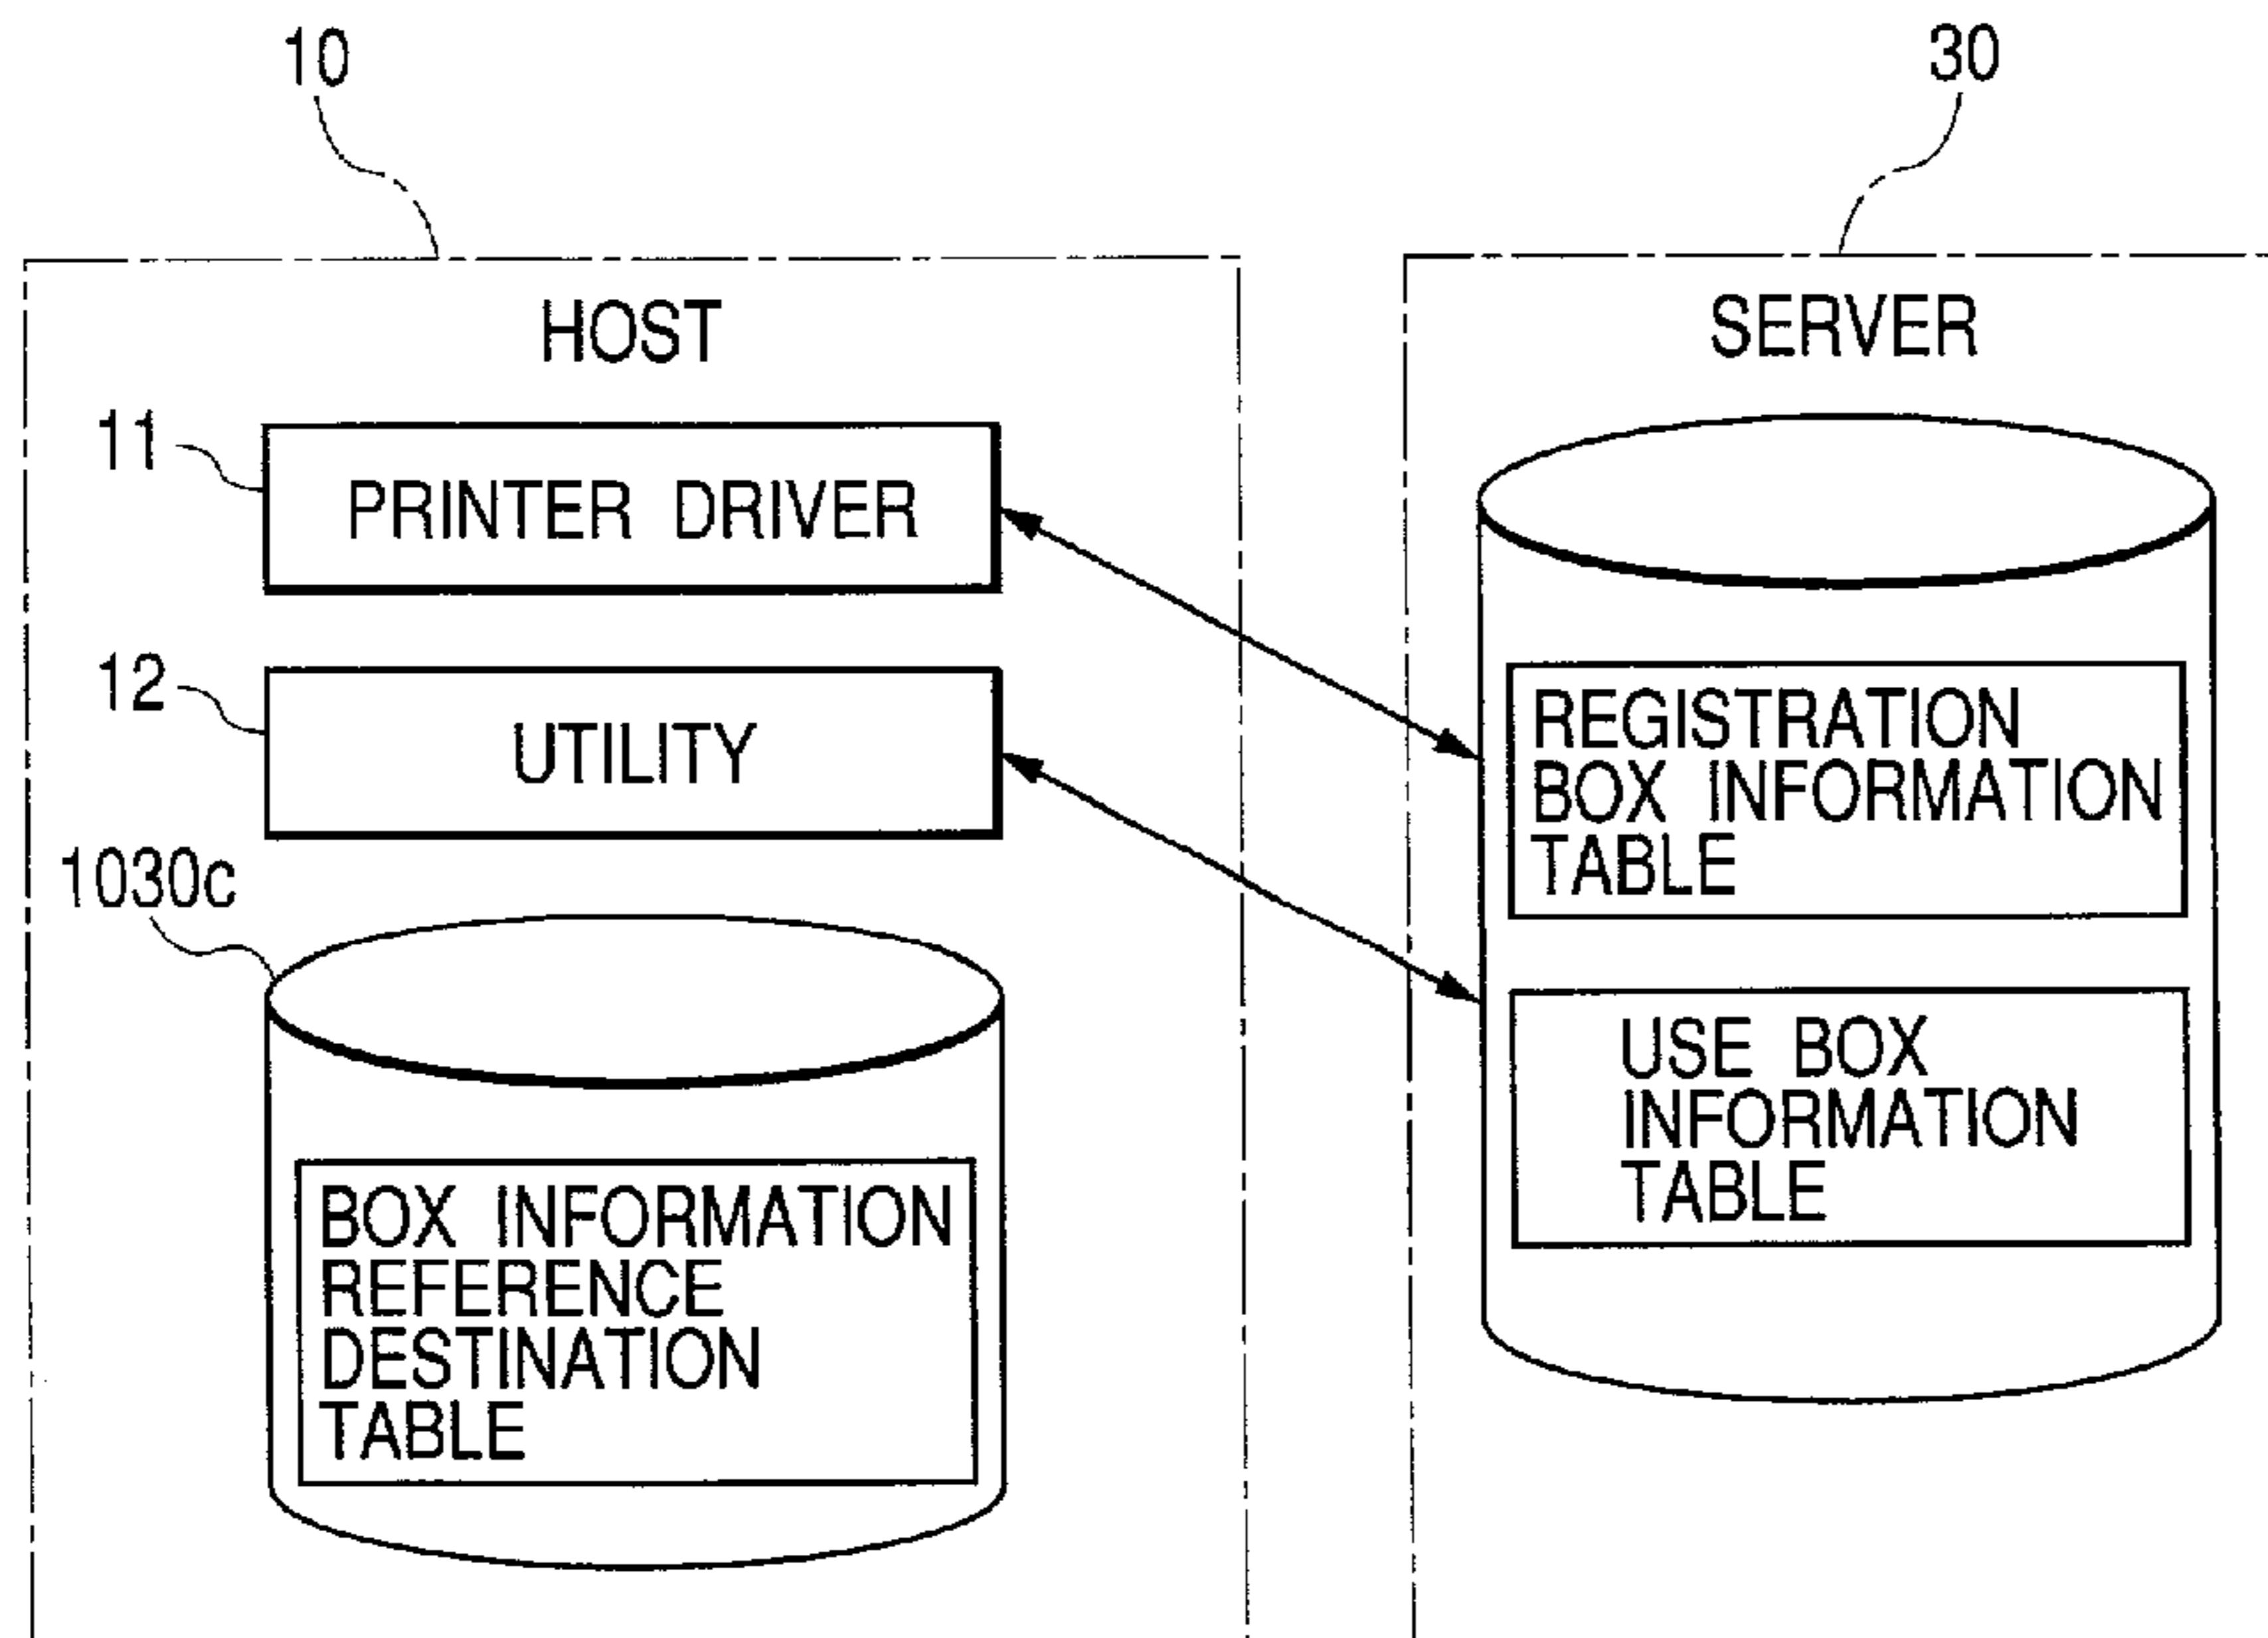 10
30
HOST
SERVER
11
PRINTER DRIVER
12
UTILITY
1030c
REGISTRATION
BOX INFORMATION
TABLE
USE BOX
INFORMATION
TABLE
BOX INFORMATION
REFERENCE
DESTINATION
TABLE